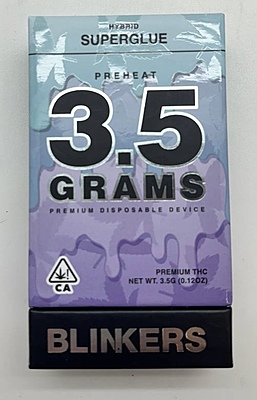 HYBRID
SUPERGLUE
PREHEAT
3.5
GRAMS
PREMIUM DISPOSABLE DEVICE
PREMIUM THC
NET WT. 3.5G (0.12OZ)
CA
BLINKERS